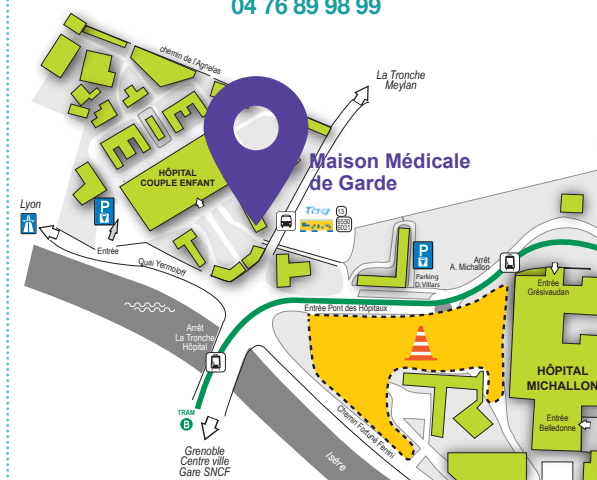 04 76 89 98 99
chemin de l'Agnelas
La Tronche
Meylan
HÔPITAL
COUPLE ENFANT
Maison Médicale
de Garde
13
6550
6021
Lyon
P
Entrée
Quai Yermoloff
P
Parking
D. Villars
Arrêt
A. Michallon
Entrée
Grésivaudan
Entrée Pont des Hôpitaux
Arrêt
La Tronche
Hôpital
HÔPITAL
MICHALLON
Entrée
Belledonne
TRAM
B
Chemin Fortuné Ferrini
Isère
Grenoble
Centre ville
Gare SNCF